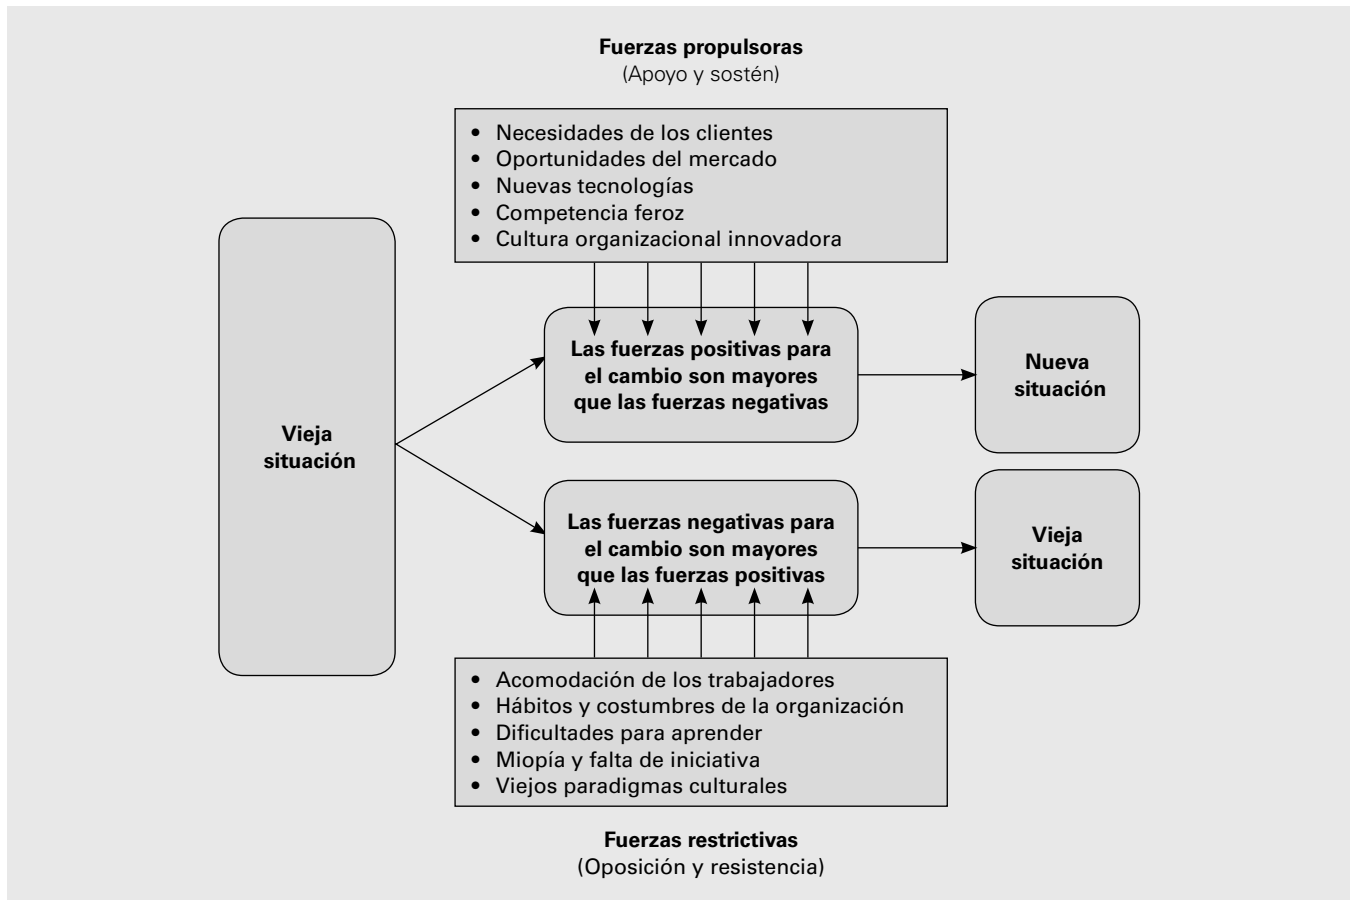 Fuerzas propulsoras
(Apoyo y sostén)
• Necesidades de los clientes
• Oportunidades del mercado
• Nuevas tecnologías
• Competencia feroz
• Cultura organizacional innovadora
Vieja
situación
Las fuerzas positivas para
el cambio son mayores
que las fuerzas negativas
Nueva
situación
Las fuerzas negativas para
el cambio son mayores
que las fuerzas positivas
Vieja
situación
• Acomodación de los trabajadores
• Hábitos y costumbres de la organización
• Dificultades para aprender
• Miopía y falta de iniciativa
• Viejos paradigmas culturales
Fuerzas restrictivas
(Oposición y resistencia)